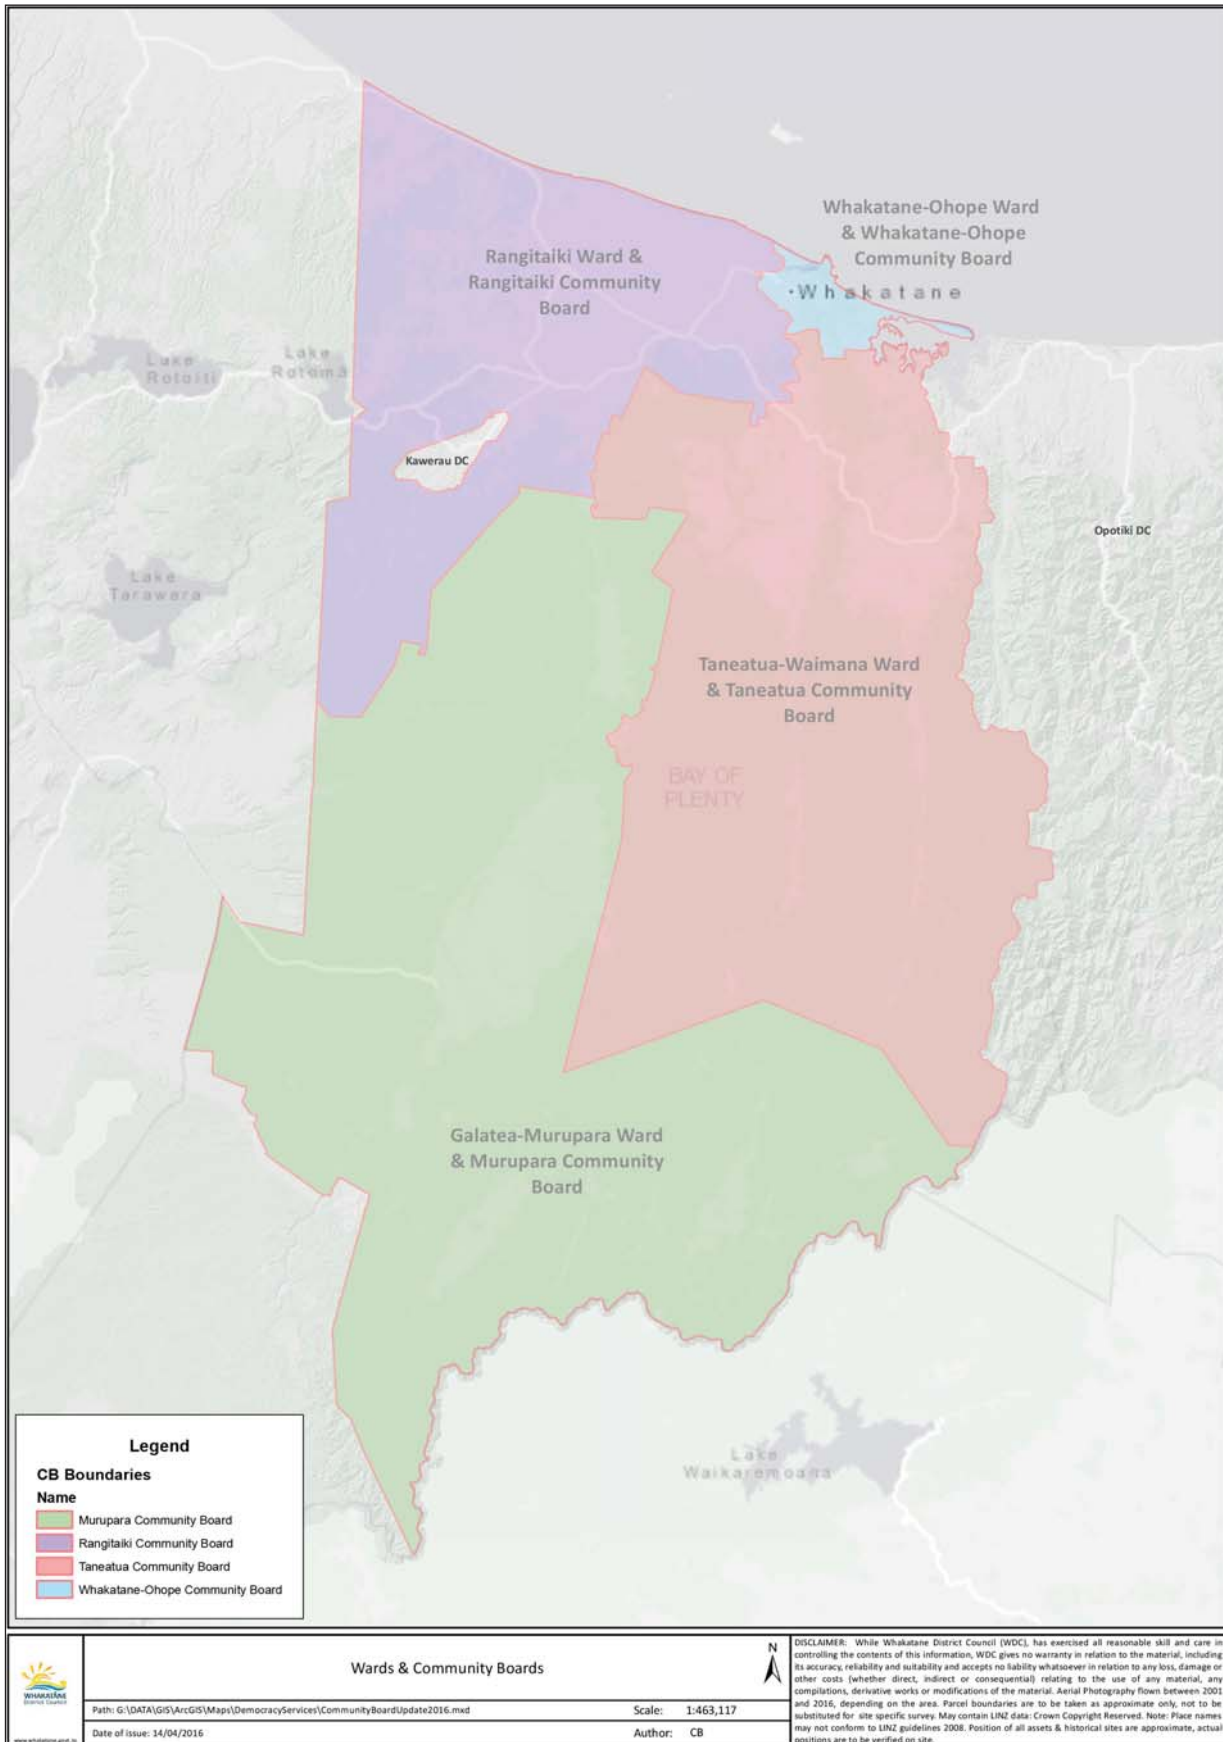 Whakatane-Ohope Ward
& Whakatane-Ohope
Community Board
Rangitaiki Ward &
Rangitaiki Community
Board
Whakatane
Lake
Rotoiti
Lake
Rotoma
Kawerau DC
Opotiki DC
Lake
Tarawera
Taneatua-Waimana Ward
& Taneatua Community
Board
BAY OF
PLENTY
Galatea-Murupara Ward
& Murupara Community
Board
Lake
Waikaremoana
Legend
CB Boundaries
Name
Murupara Community Board
Rangitaiki Community Board
Taneatua Community Board
Whakatane-Ohope Community Board
WHAKATĀNE
District Council
www.whakatane.govt.nz
Wards & Community Boards
N
Path: G:\DATA\GIS\ArcGIS\Maps\DemocracyServices\CommunityBoardUpdate2016.mxd
Scale: 1:463,117
Date of issue: 14/04/2016
Author: CB
DISCLAIMER: While Whakatane District Council (WDC), has exercised all reasonable skill and care in
controlling the contents of this information, WDC gives no warranty in relation to the material, including
its accuracy, reliability and suitability and accepts no liability whatsoever in relation to any loss, damage or
other costs (whether direct, indirect or consequential) relating to the use of any material, any
compilations, derivative works or modifications of the material. Aerial Photography flown between 2001
and 2016, depending on the area. Parcel boundaries are to be taken as approximate only, not to be
substituted for site specific survey. May contain LINZ data: Crown Copyright Reserved. Note: Place names
may not conform to LINZ guidelines 2008. Position of all assets & historical sites are approximate, actual
positions are to be verified on site.